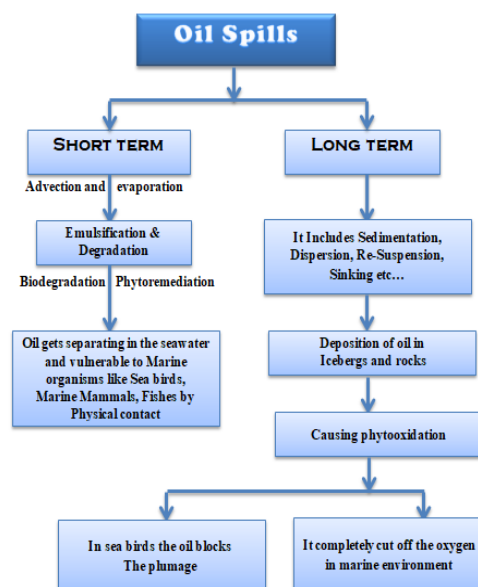 Oil Spills
SHORT TERM
LONG TERM
Advection and evaporation
Emulsification &
Degradation
It Includes Sedimentation,
Dispersion, Re-Suspension,
Sinking etc...
Biodegradation Phytoremediation
Oil gets separating in the seawater
and vulnerable to Marine
organisms like Sea birds,
Marine Mammals, Fishes by
Physical contact
Deposition of oil in
Icebergs and rocks
Causing phytooxidation
In sea birds the oil blocks
The plumage
It completely cut off the oxygen
in marine environment